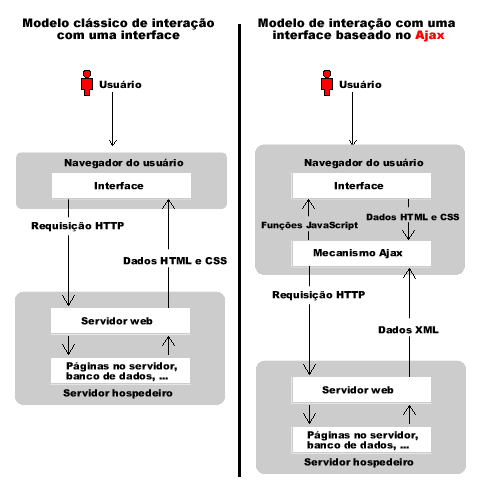 Modelo clássico de interação
com uma interface
Usuário
Navegador do usuário
Interface
Requisição HTTP
Dados HTML e CSS
Servidor web
Páginas no servidor,
banco de dados, ...
Servidor hospedeiro
Modelo de interação com uma
interface baseado no Ajax
Usuário
Navegador do usuário
Interface
Funções JavaScript
Dados HTML e CSS
Mecanismo Ajax
Requisição HTTP
Dados XML
Servidor web
Páginas no servidor,
banco de dados, ...
Servidor hospedeiro